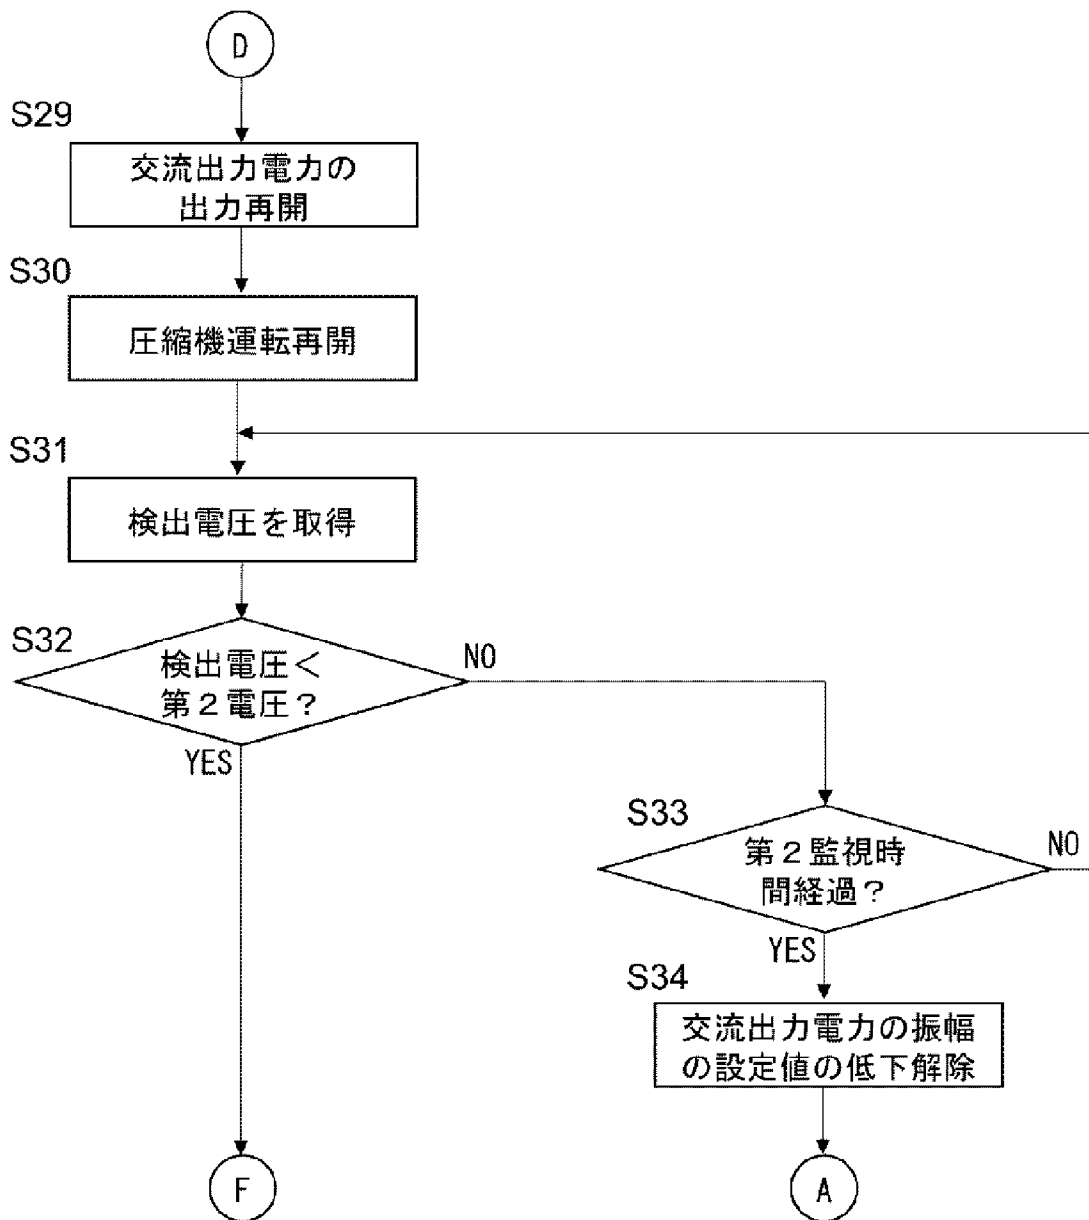 D
S29
交流出力電力の
出力再開
S30
圧縮機運転再開
S31
検出電圧を取得
S32
検出電圧＜
第２電圧？
NO
YES
S33
第２監視時
間経過？
NO
YES
S34
交流出力電力の振幅
の設定値の低下解除
F
A